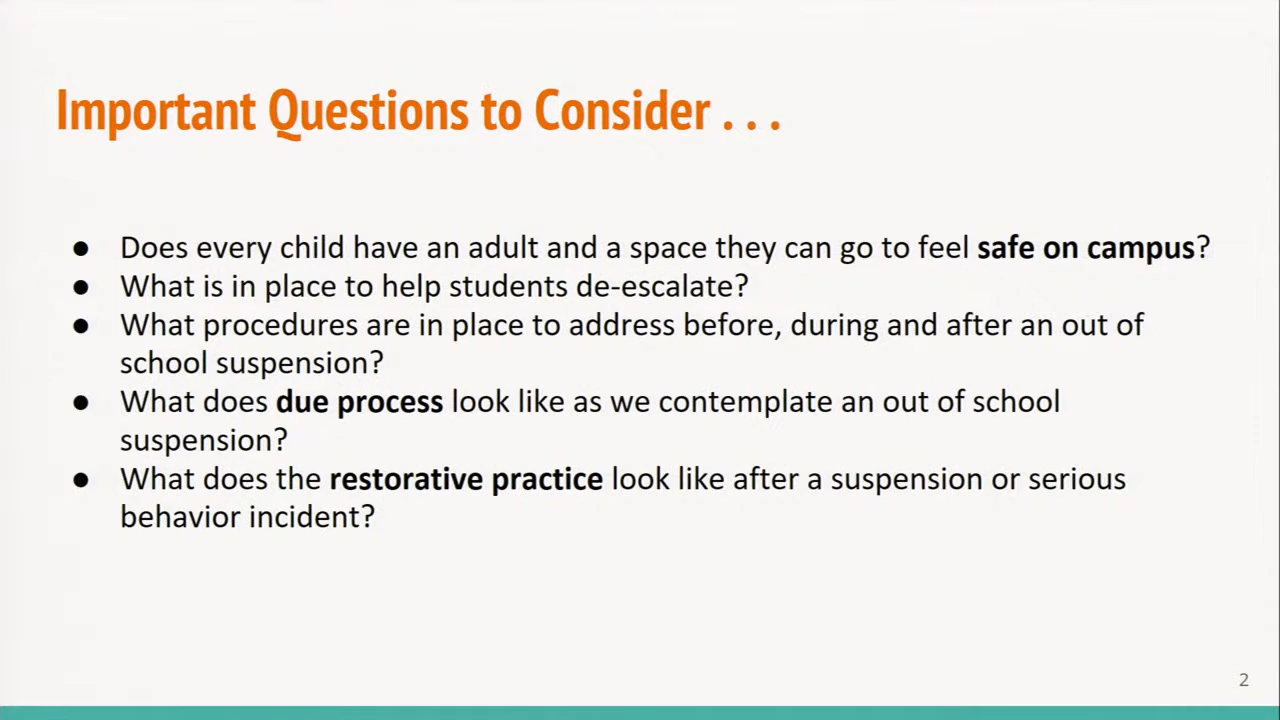 Important Questions to Consider . . .
● Does every child have an adult and a space they can go to feel safe on campus?
● What is in place to help students de-escalate?
● What procedures are in place to address before, during and after an out of
school suspension?
● What does due process look like as we contemplate an out of school
suspension?
● What does the restorative practice look like after a suspension or serious
behavior incident?
2